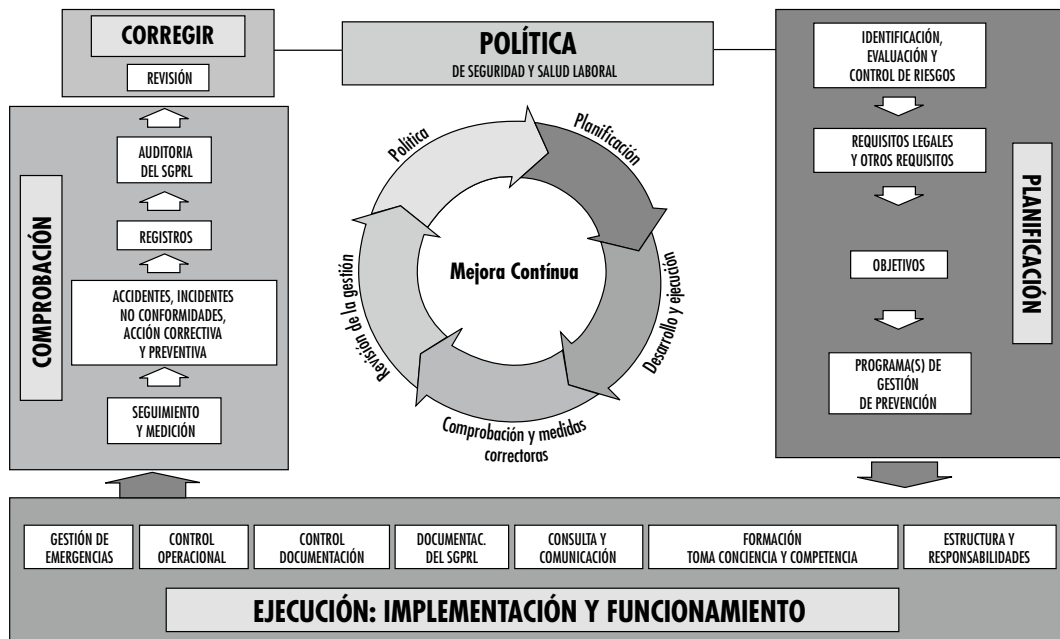 CORREGIR
REVISIÓN
POLÍTICA
DE SEGURIDAD Y SALUD LABORAL
IDENTIFICACIÓN,
EVALUACIÓN Y
CONTROL DE RIESGOS
REQUISITOS LEGALES
Y OTROS REQUISITOS
OBJETIVOS
PROGRAMA(S) DE
GESTIÓN
DE PREVENCIÓN
PLANIFICACIÓN
COMPROBACIÓN
AUDITORIA
DEL SGPRL
REGISTROS
ACCIDENTES, INCIDENTES
NO CONFORMIDADES,
ACCIÓN CORRECTIVA
Y PREVENTIVA
SEGUIMIENTO
Y MEDICIÓN
Política
Planificación
Desarrollo y ejecución
Comprobación y medidas
correctoras
Revisión de la gestión
Mejora Contínua
GESTIÓN DE
EMERGENCIAS
CONTROL
OPERACIONAL
CONTROL
DOCUMENTACIÓN
DOCUMENTAC.
DEL SGPRL
CONSULTA Y
COMUNICACIÓN
FORMACIÓN
TOMA CONCIENCIA Y COMPETENCIA
ESTRUCTURA Y
RESPONSABILIDADES
EJECUCIÓN: IMPLEMENTACIÓN Y FUNCIONAMIENTO